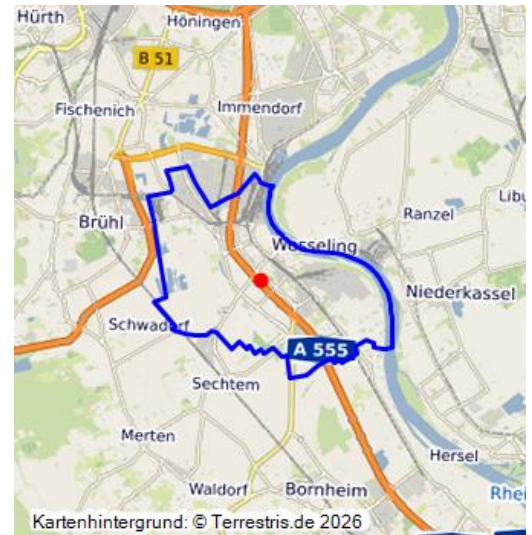 Hürth
Höningen
B 51
Fischenich
Immendorf
Brühl
Ranzel
Wesseling
Niederkassel
Schwadorf
A 555
Sechtem
Merten
Hersel
Waldorf
Bornheim
Kartenhintergrund: © Terrestris.de 2026